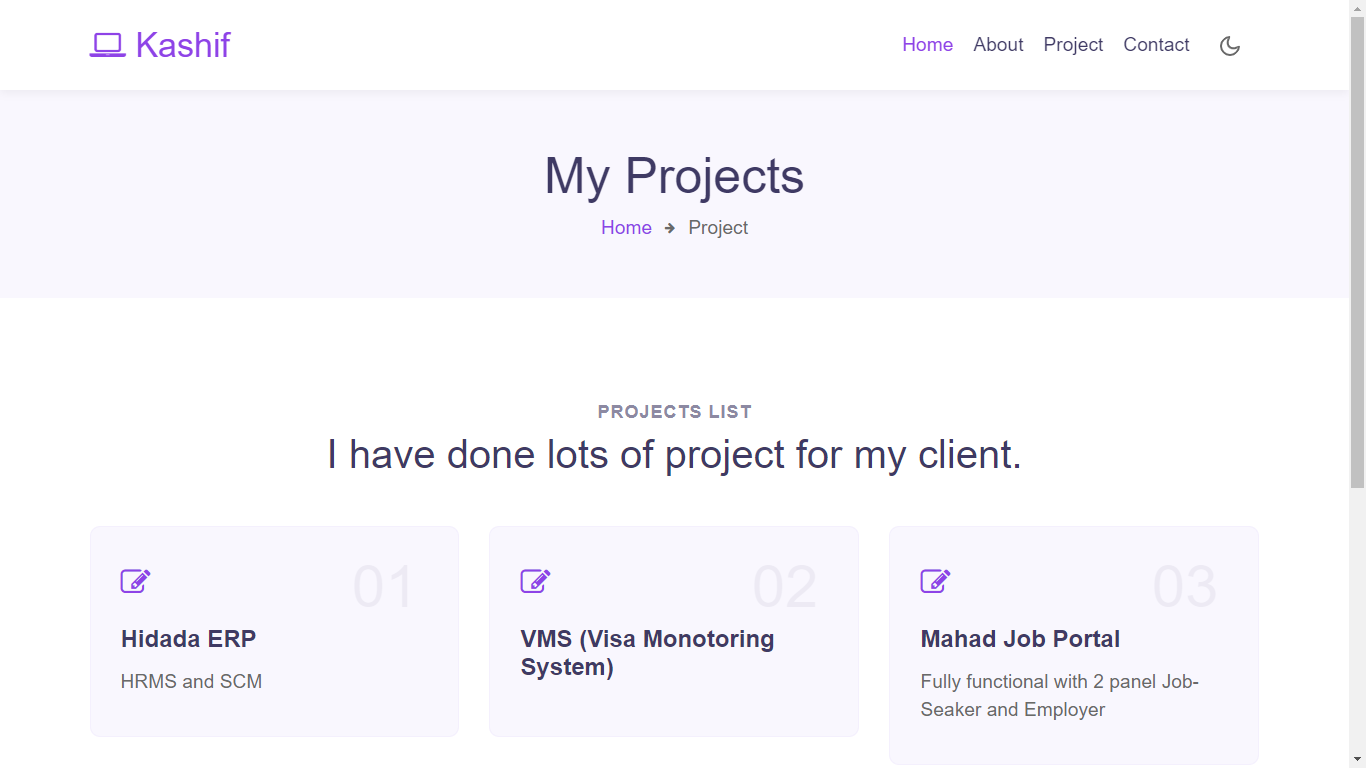 Kashif
Home About Project Contact
My Projects
Home Project
PROJECTS LIST
I have done lots of project for my client.
01
Hidada ERP
HRMS and SCM
02
VMS (Visa Monotoring
System)
03
Mahad Job Portal
Fully functional with 2 panel Job-
Seaker and Employer